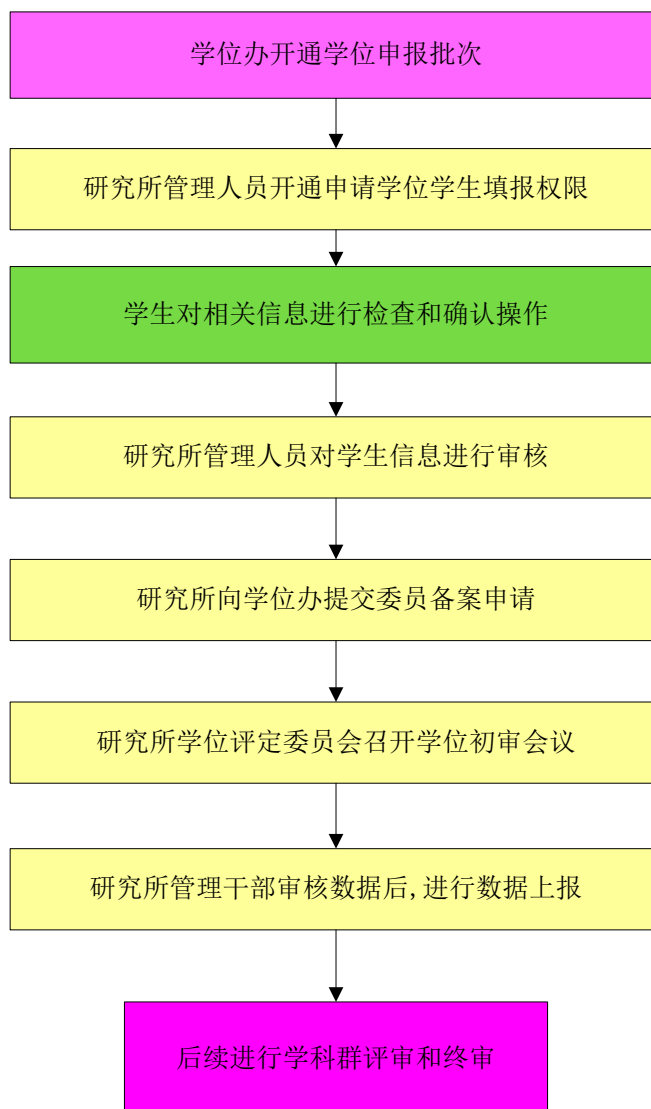 学位办开通学位申报批次
研究所管理人员开通申请学位学生填报权限
学生对相关信息进行检查和确认操作
研究所管理人员对学生信息进行审核
研究所向学位办提交委员备案申请
研究所学位评定委员会召开学位初审会议
研究所管理干部审核数据后,进行数据上报
后续进行学科群评审和终审